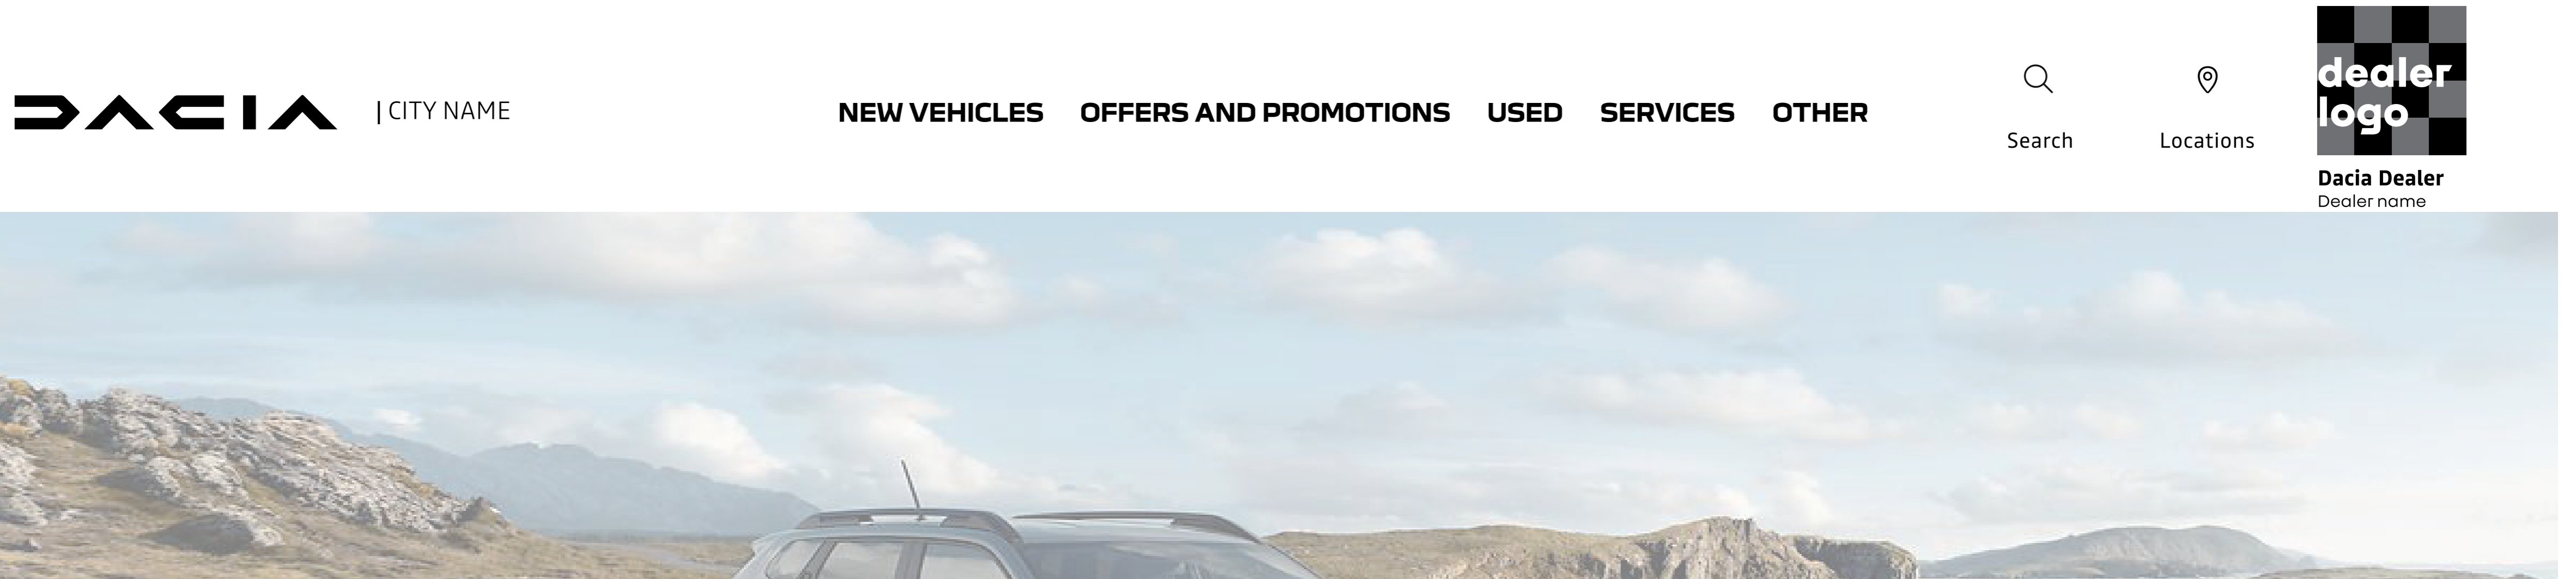 DACIA
| CITY NAME
NEW VEHICLES
OFFERS AND PROMOTIONS
USED
SERVICES
OTHER
Search
Locations
dealer
logo
Dacia Dealer
Dealer name